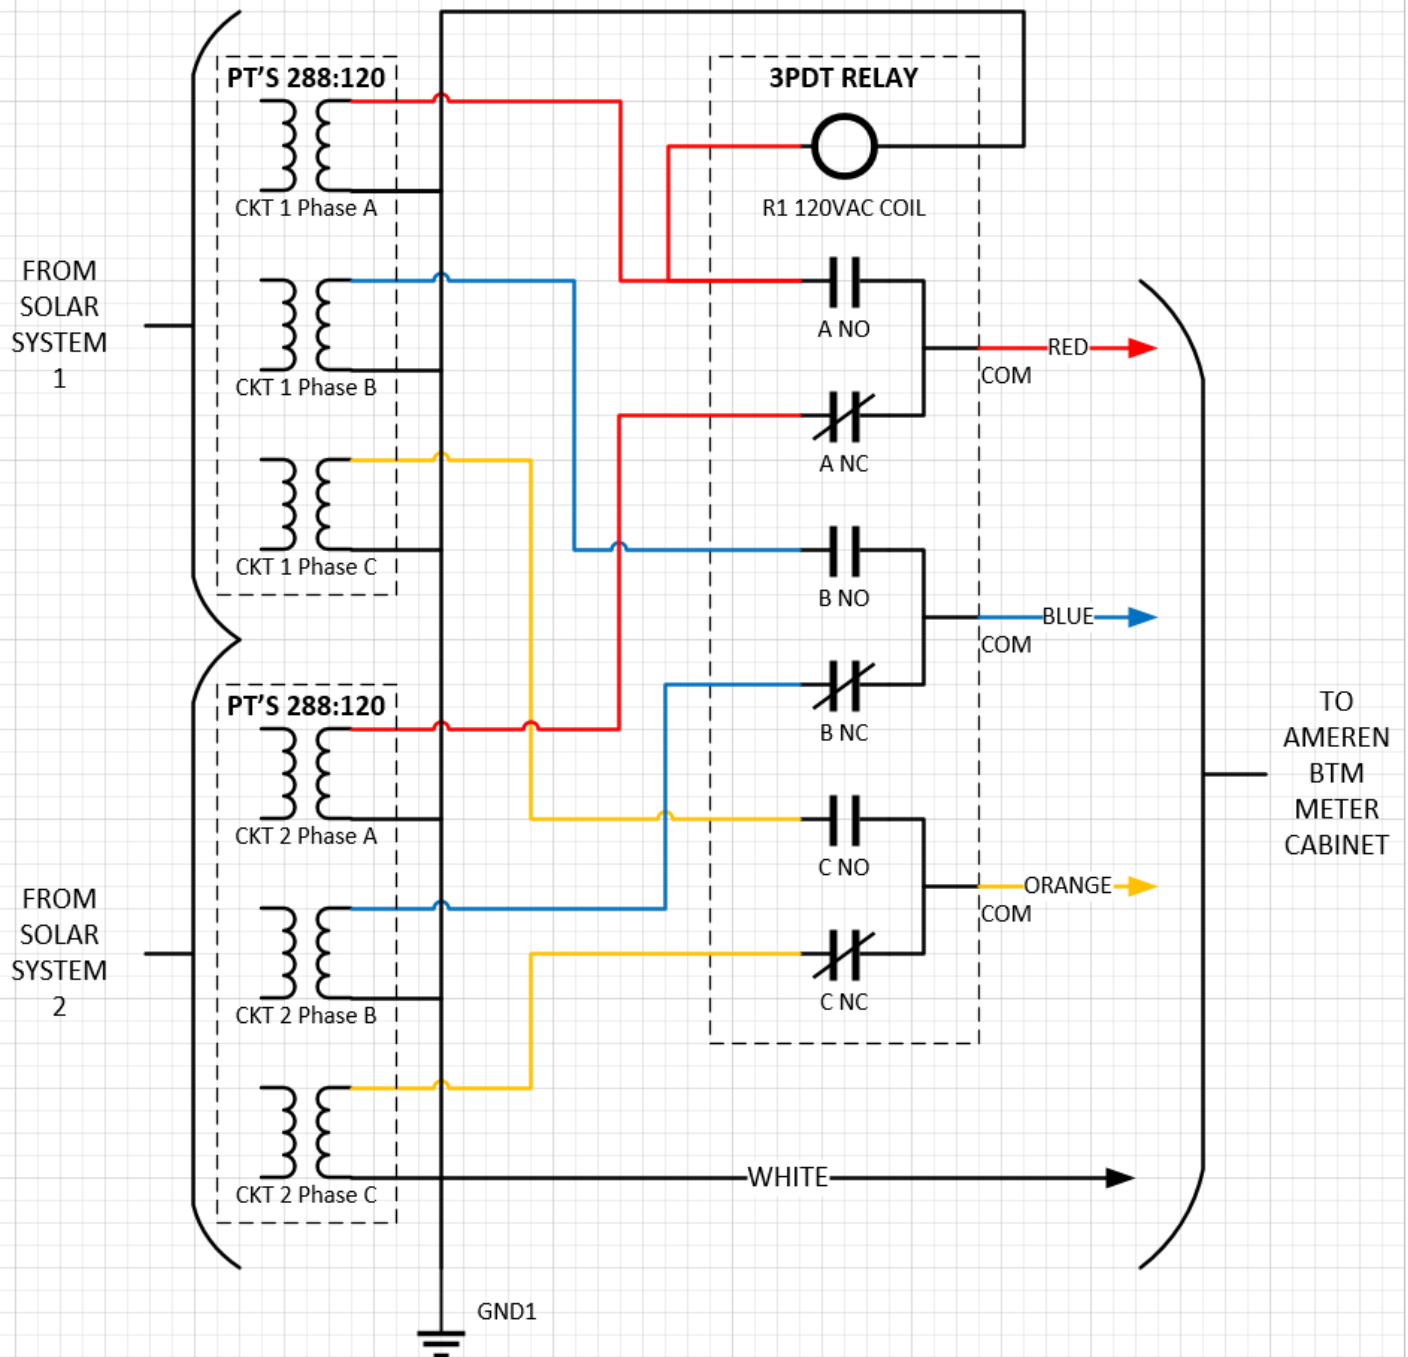 PT'S 288:120
3PDT RELAY
R1 120VAC COIL
CKT 1 Phase A
FROM
SOLAR
SYSTEM
1
A NO
RED
COM
CKT 1 Phase B
A NC
CKT 1 Phase C
B NO
BLUE
COM
PT'S 288:120
B NC
TO
AMEREN
BTM
METER
CABINET
CKT 2 Phase A
C NO
ORANGE
COM
FROM
SOLAR
SYSTEM
2
C NC
CKT 2 Phase B
WHITE
CKT 2 Phase C
GND1